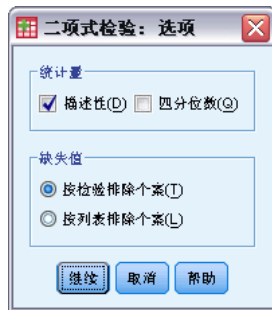 二项式检验：选项
统计量
描述性(D) 四分位数(Q)
缺失值
按检验排除个案(T)
按列表排除个案(L)
继续 取消 帮助